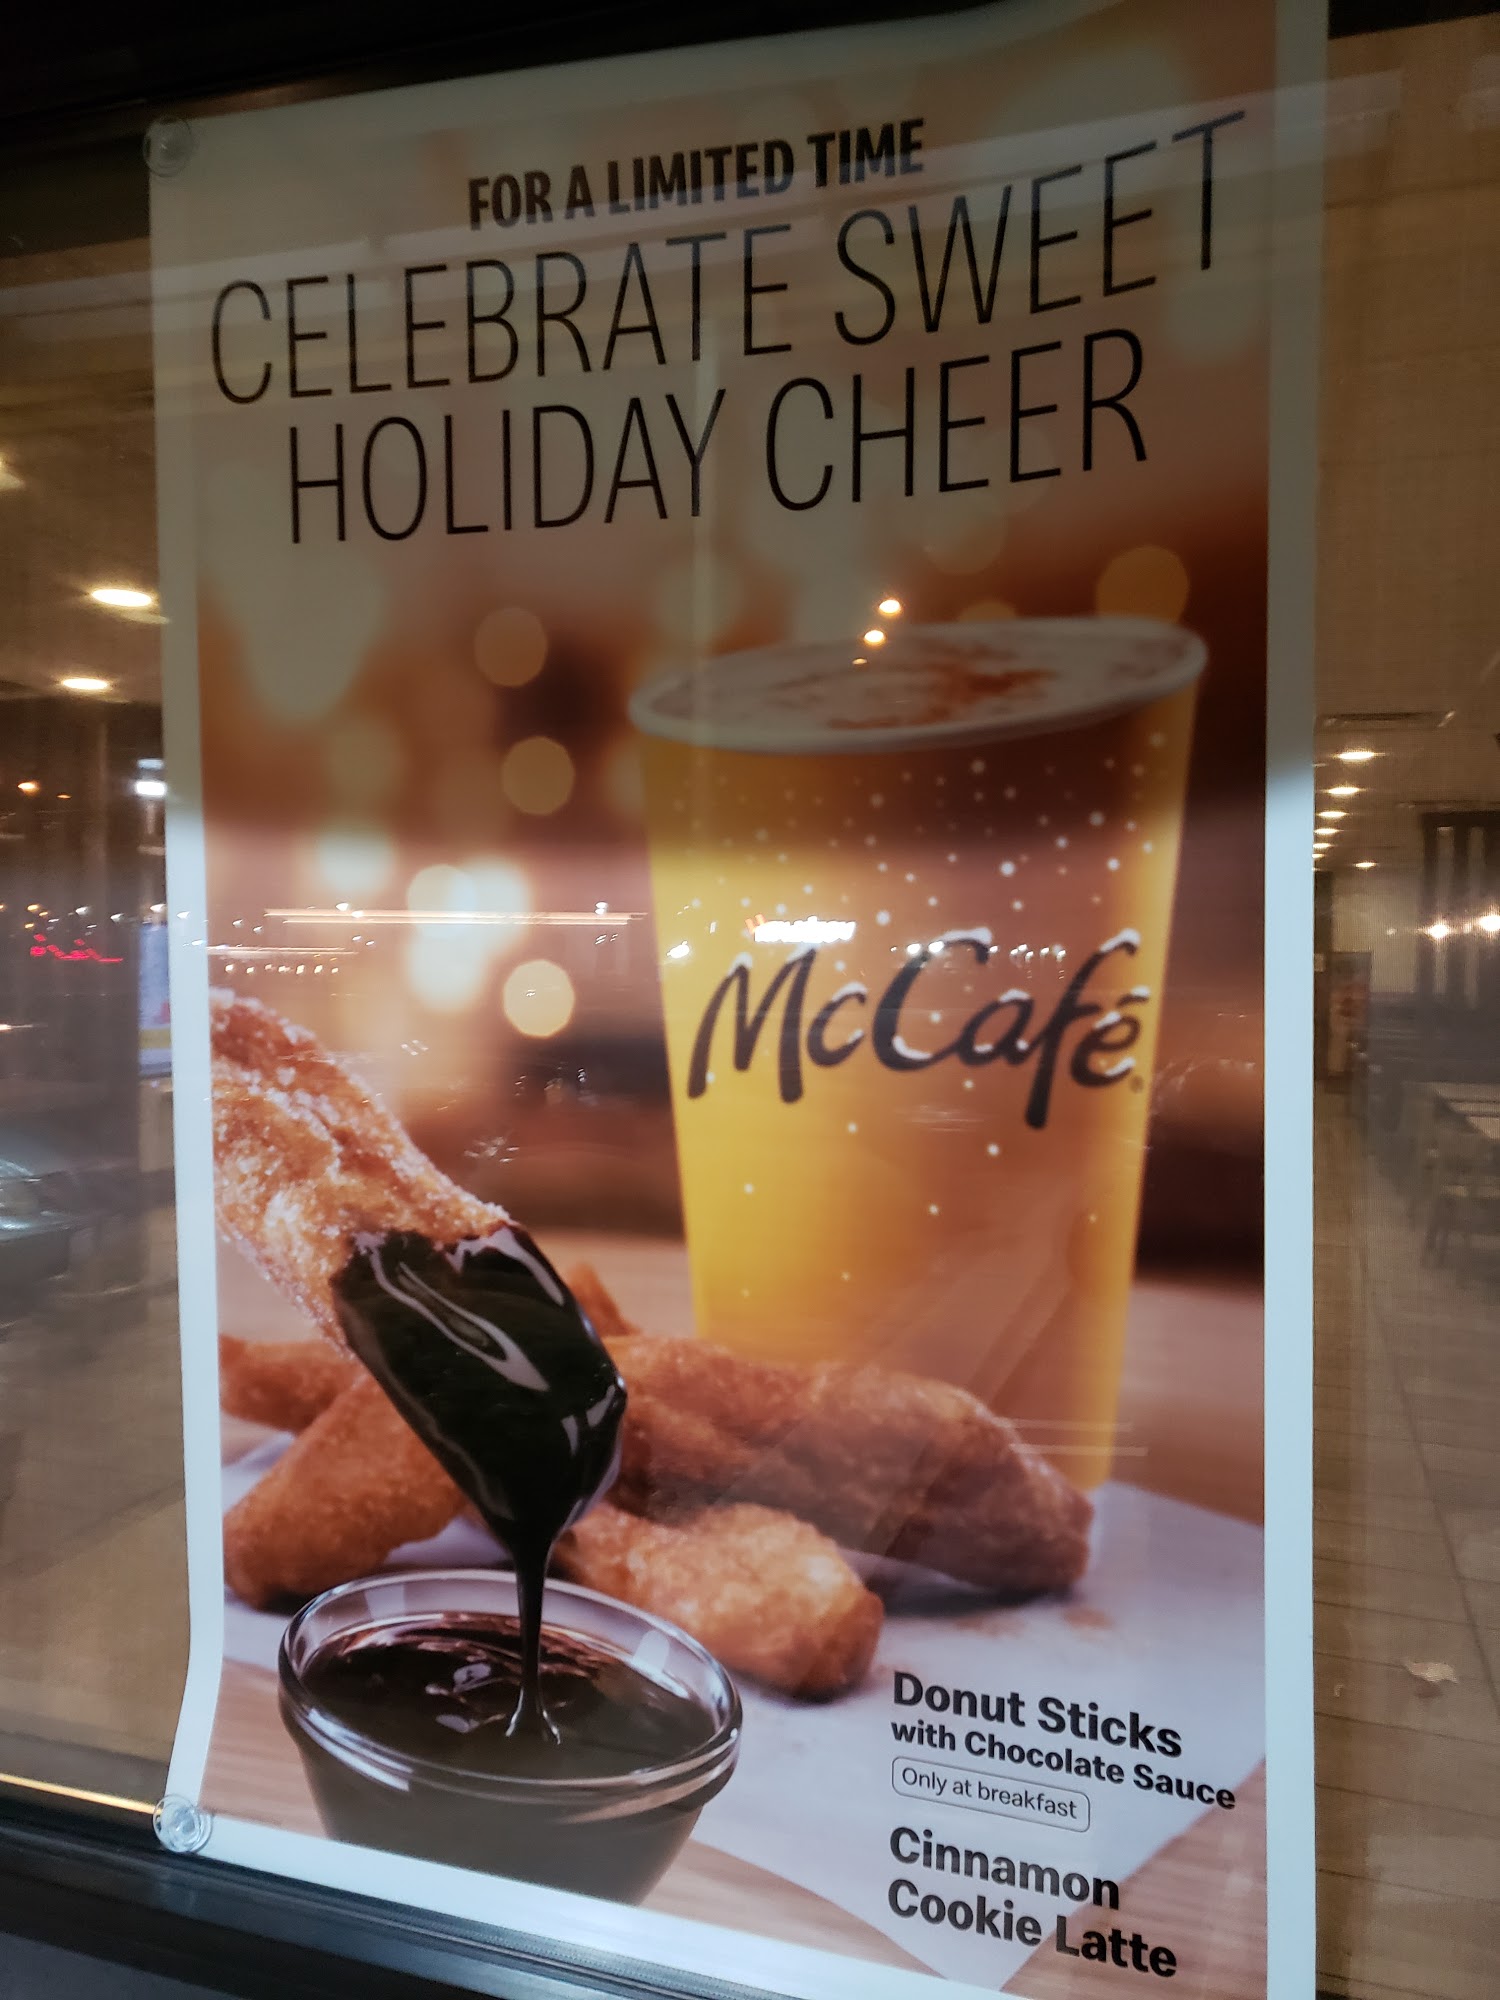 FOR A LIMITED TIME
CELEBRATE SWEET
HOLIDAY CHEER
McCafé®
Donut Sticks
with Chocolate Sauce
Only at breakfast
Cinnamon
Cookie Latte